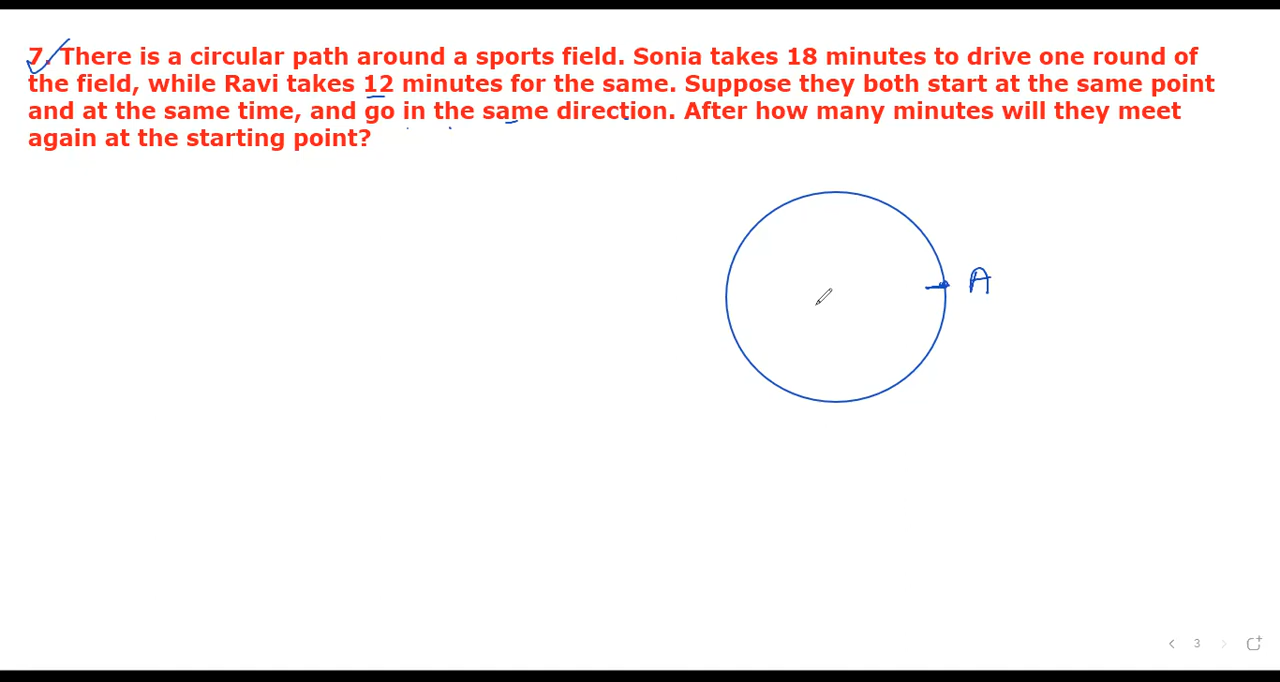 7. There is a circular path around a sports field. Sonia takes 18 minutes to drive one round of
the field, while Ravi takes 12 minutes for the same. Suppose they both start at the same point
and at the same time, and go in the same direction. After how many minutes will they meet
again at the starting point?
A
3